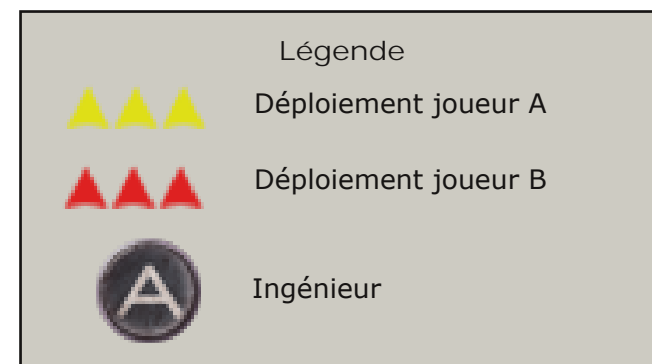 Légende
Déploiement joueur A
Déploiement joueur B
A
Ingénieur